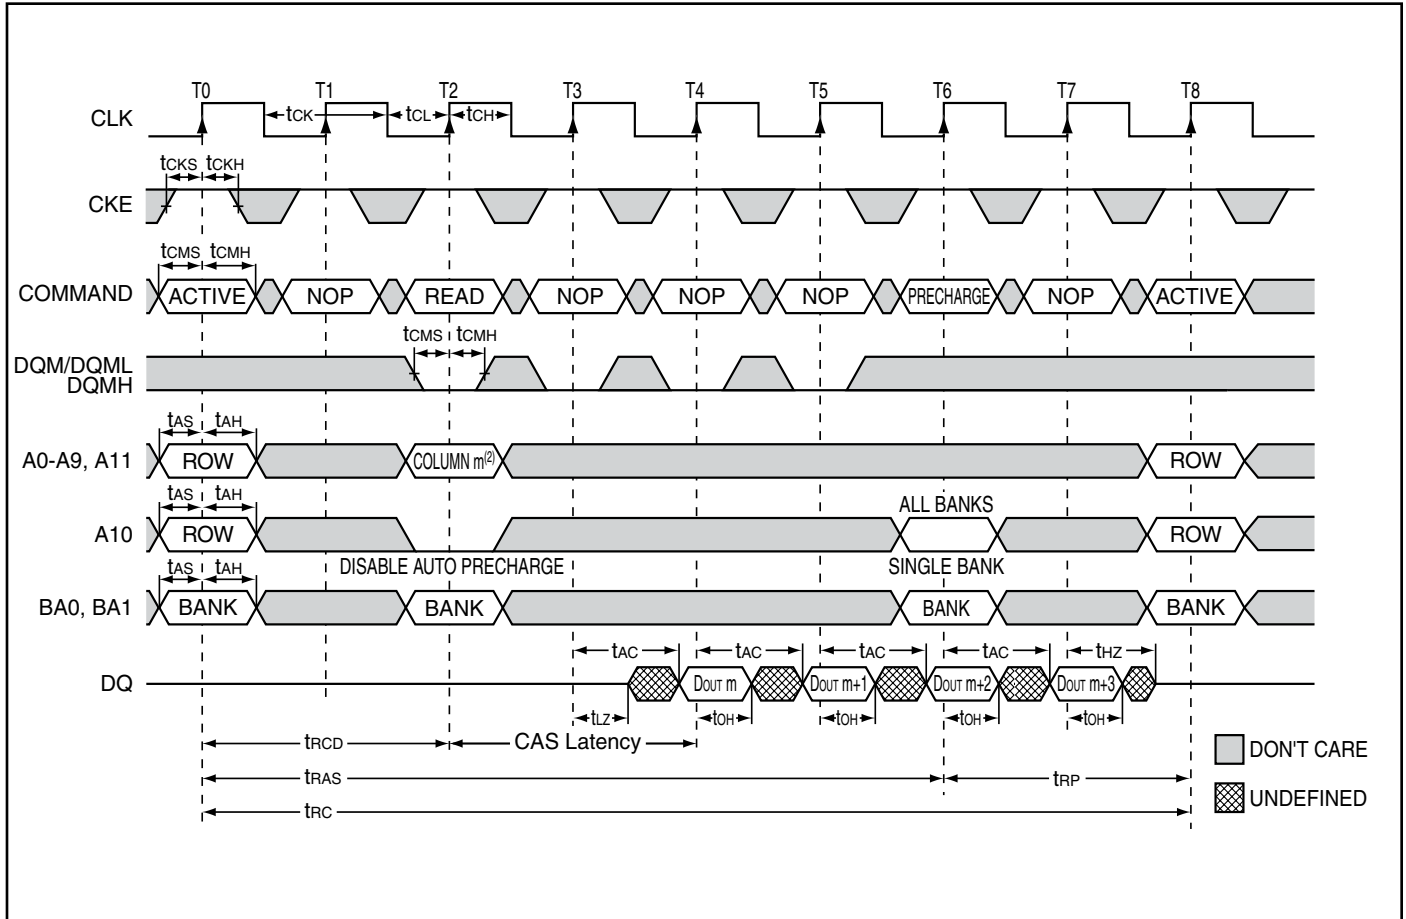 T0 T1 T2 T3 T4 T5 T6 T7 T8
CLK tCK tCL tCH
tCKS tCKH
CKE
tCMS tCMH
COMMAND ACTIVE NOP READ NOP NOP NOP PRECHARGE NOP ACTIVE
tCMS tCMH
DQM/DQML
DQMH
tAS tAH
A0-A9, A11 ROW COLUMN m(2) ROW
tAS tAH ALL BANKS
A10 ROW ROW
DISABLE AUTO PRECHARGE SINGLE BANK
tAS tAH
BA0, BA1 BANK BANK BANK BANK
tAC tAC tAC tAC tHZ
DQ DOUT m DOUT m+1 DOUT m+2 DOUT m+3
tLZ tOH tOH tOH tOH
tRCD CAS Latency
DON'T CARE
tRAS tRP
UNDEFINED
tRC